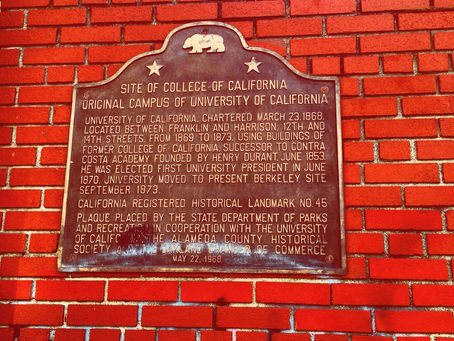 SITE OF COLLEGE OF CALIFORNIA
ORIGINAL CAMPUS OF UNIVERSITY OF CALIFORNIA
UNIVERSITY OF CALIFORNIA, CHARTERED MARCH 23, 1868,
LOCATED BETWEEN FRANKLIN AND HARRISON, 12TH AND
14TH STREETS, FROM 1869 TO 1873, USING BUILDINGS OF
FORMER COLLEGE OF CALIFORNIA, SUCCESSOR TO CONTRA
COSTA ACADEMY FOUNDED BY HENRY DURANT, JUNE 1853.
HE WAS ELECTED FIRST UNIVERSITY PRESIDENT IN JUNE
1870. UNIVERSITY MOVED TO PRESENT BERKELEY SITE
SEPTEMBER 1873.
CALIFORNIA REGISTERED HISTORICAL LANDMARK NO. 45
PLAQUE PLACED BY THE STATE DEPARTMENT OF PARKS
AND RECREATION IN COOPERATION WITH THE UNIVERSITY
OF THE ALAMEDA COUNTY HISTORICAL
SOCIETY OF COMMERCE
MAY 22, 1968